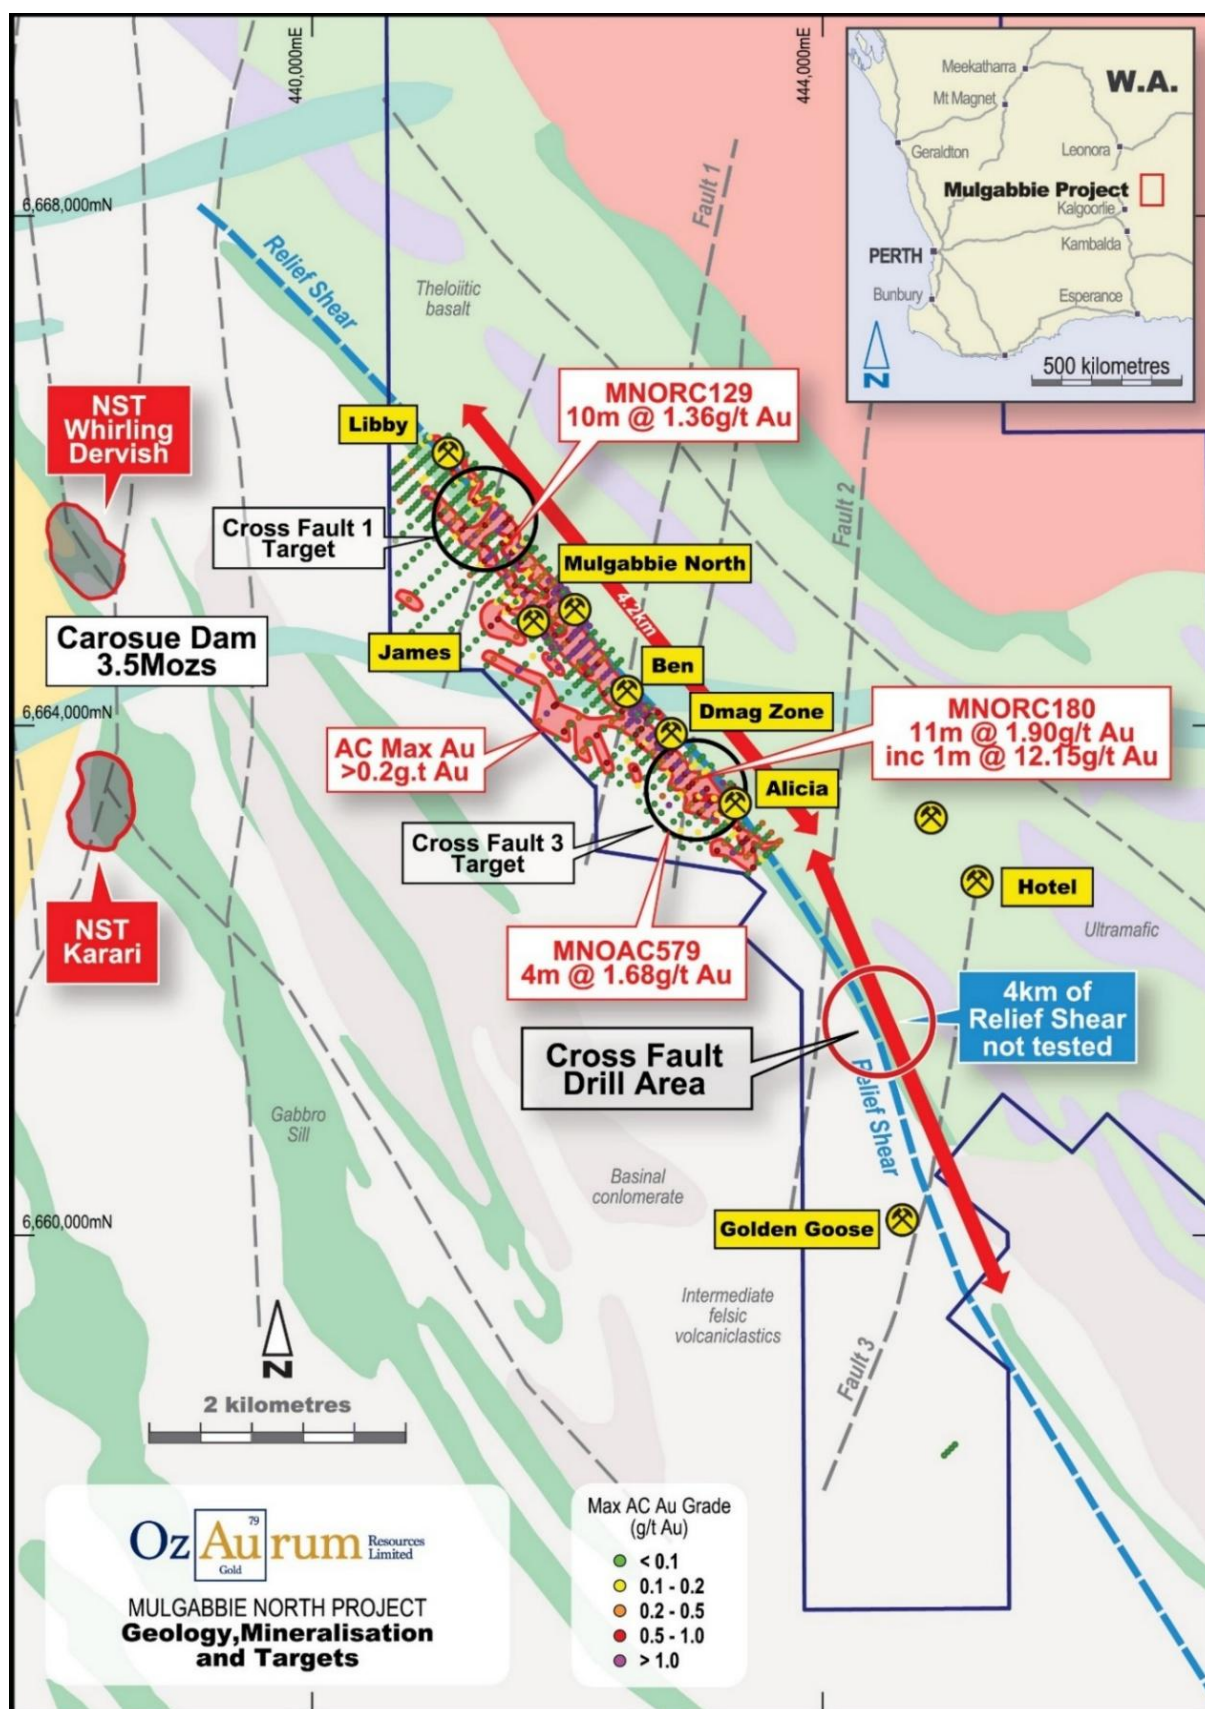 440,000mE
444,000mE
Meekatharra
W.A.
Mt Magnet
Geraldton
Leonora
Mulgabbie Project
Kalgoorlie
Kambalda
PERTH
Bunbury
Esperance
N
500 kilometres
6,668,000mN
Fault 1
Relief Shear
Theloiitic
basalt
NST
Whirling
Dervish
MNORC129
10m @ 1.36g/t Au
Libby
Fault 2
Cross Fault 1
Target
Mulgabbie North
4.2km
Carosue Dam
3.5Mozs
James
Ben
6,664,000mN
Dmag Zone
MNORC180
11m @ 1.90g/t Au
inc 1m @ 12.15g/t Au
AC Max Au
>0.2g.t Au
Alicia
Cross Fault 3
Target
Hotel
NST
Karari
Ultramafic
MNOAC579
4m @ 1.68g/t Au
4km of
Relief Shear
not tested
Cross Fault
Drill Area
Relief Shear
Gabbro
Sill
Basinal
conlomerate
6,660,000mN
Golden Goose
Intermediate
felsic
volcaniclastics
Fault 3
N
2 kilometres
79
Oz Aurum Resources
Limited
Gold
MULGABBIE NORTH PROJECT
Geology,Mineralisation
and Targets
Max AC Au Grade
(g/t Au)
< 0.1
0.1 - 0.2
0.2 - 0.5
0.5 - 1.0
> 1.0